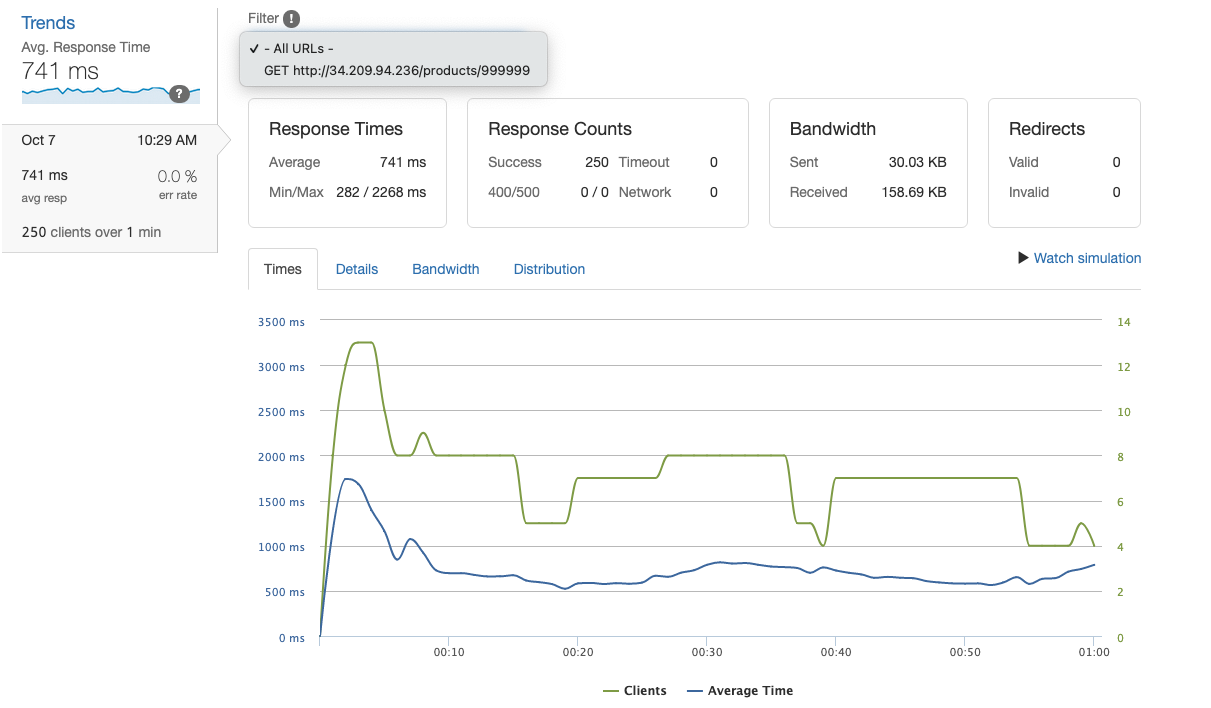 Trends
Avg. Response Time
741 ms
?
Oct 7 10:29 AM
741 ms 0.0 %
avg resp err rate
250 clients over 1 min
Filter !
✓ - All URLs -
GET http://34.209.94.236/products/999999
Response Times
Average 741 ms
Min/Max 282 / 2268 ms
Response Counts
Success 250 Timeout 0
400/500 0 / 0 Network 0
Bandwidth
Sent 30.03 KB
Received 158.69 KB
Redirects
Valid 0
Invalid 0
Times Details Bandwidth Distribution
Watch simulation
3500 ms 14
3000 ms 12
2500 ms 10
2000 ms 8
1500 ms 6
1000 ms 4
500 ms 2
0 ms 0
00:10 00:20 00:30 00:40 00:50 01:00
Clients Average Time